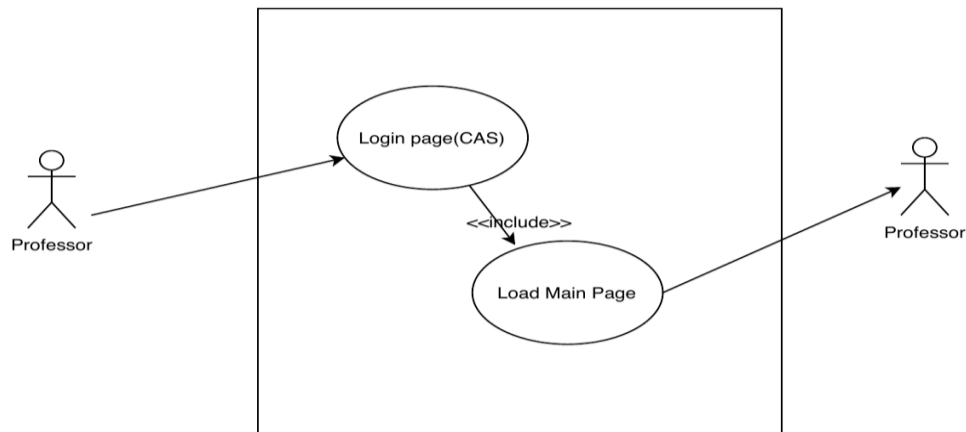 Login page(CAS)
Professor
<<include>>
Professor
Load Main Page